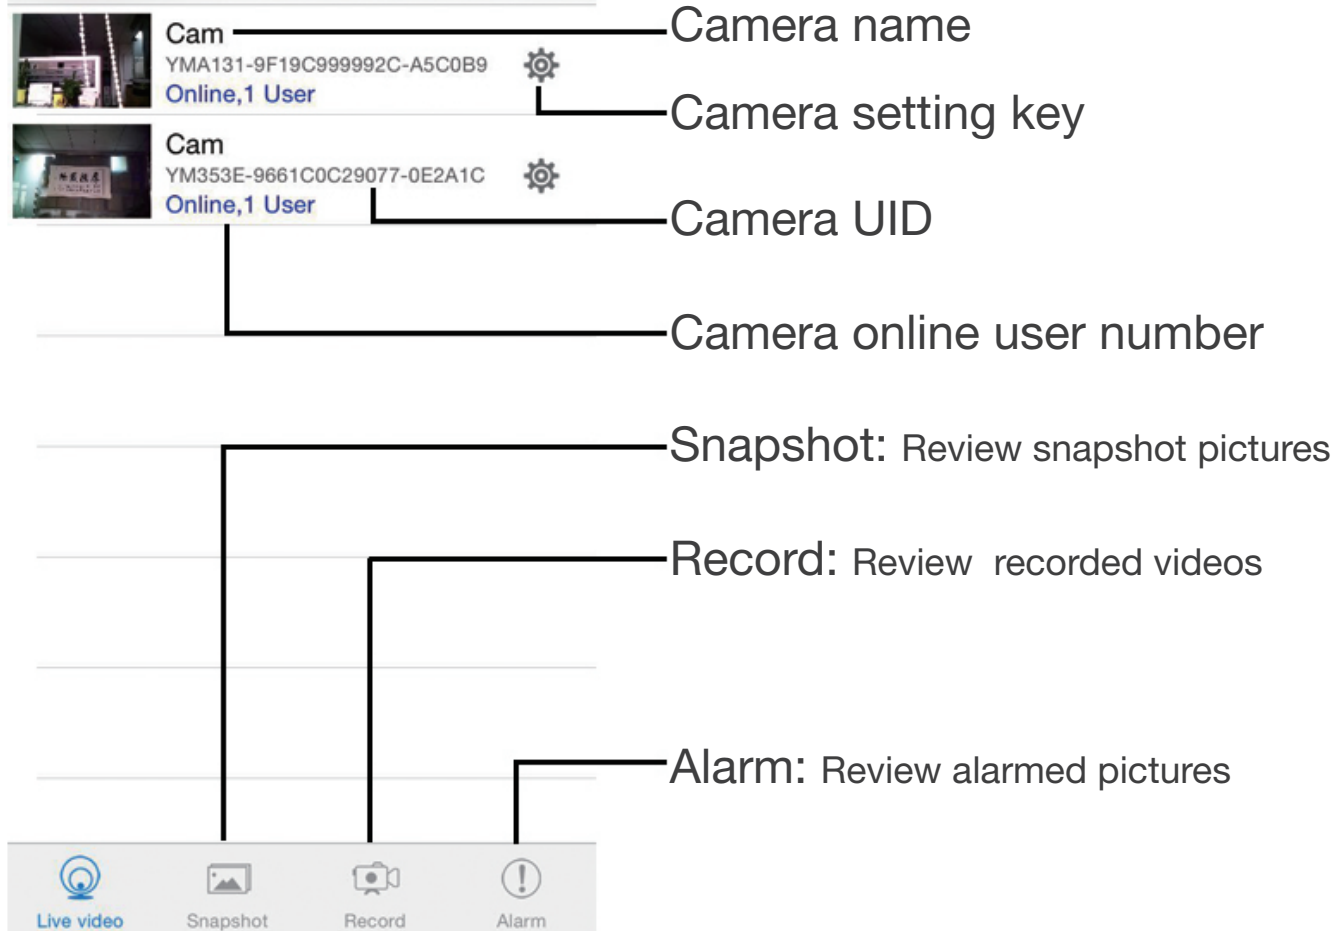 Cam
YMA131-9F19C999992C-A5C0B9
Online,1 User
Cam
YM353E-9661C0C29077-0E2A1C
Online,1 User
Camera name
Camera setting key
Camera UID
Camera online user number
Snapshot: Review snapshot pictures
Record: Review recorded videos
Alarm: Review alarmed pictures
Live video
Snapshot
Record
Alarm